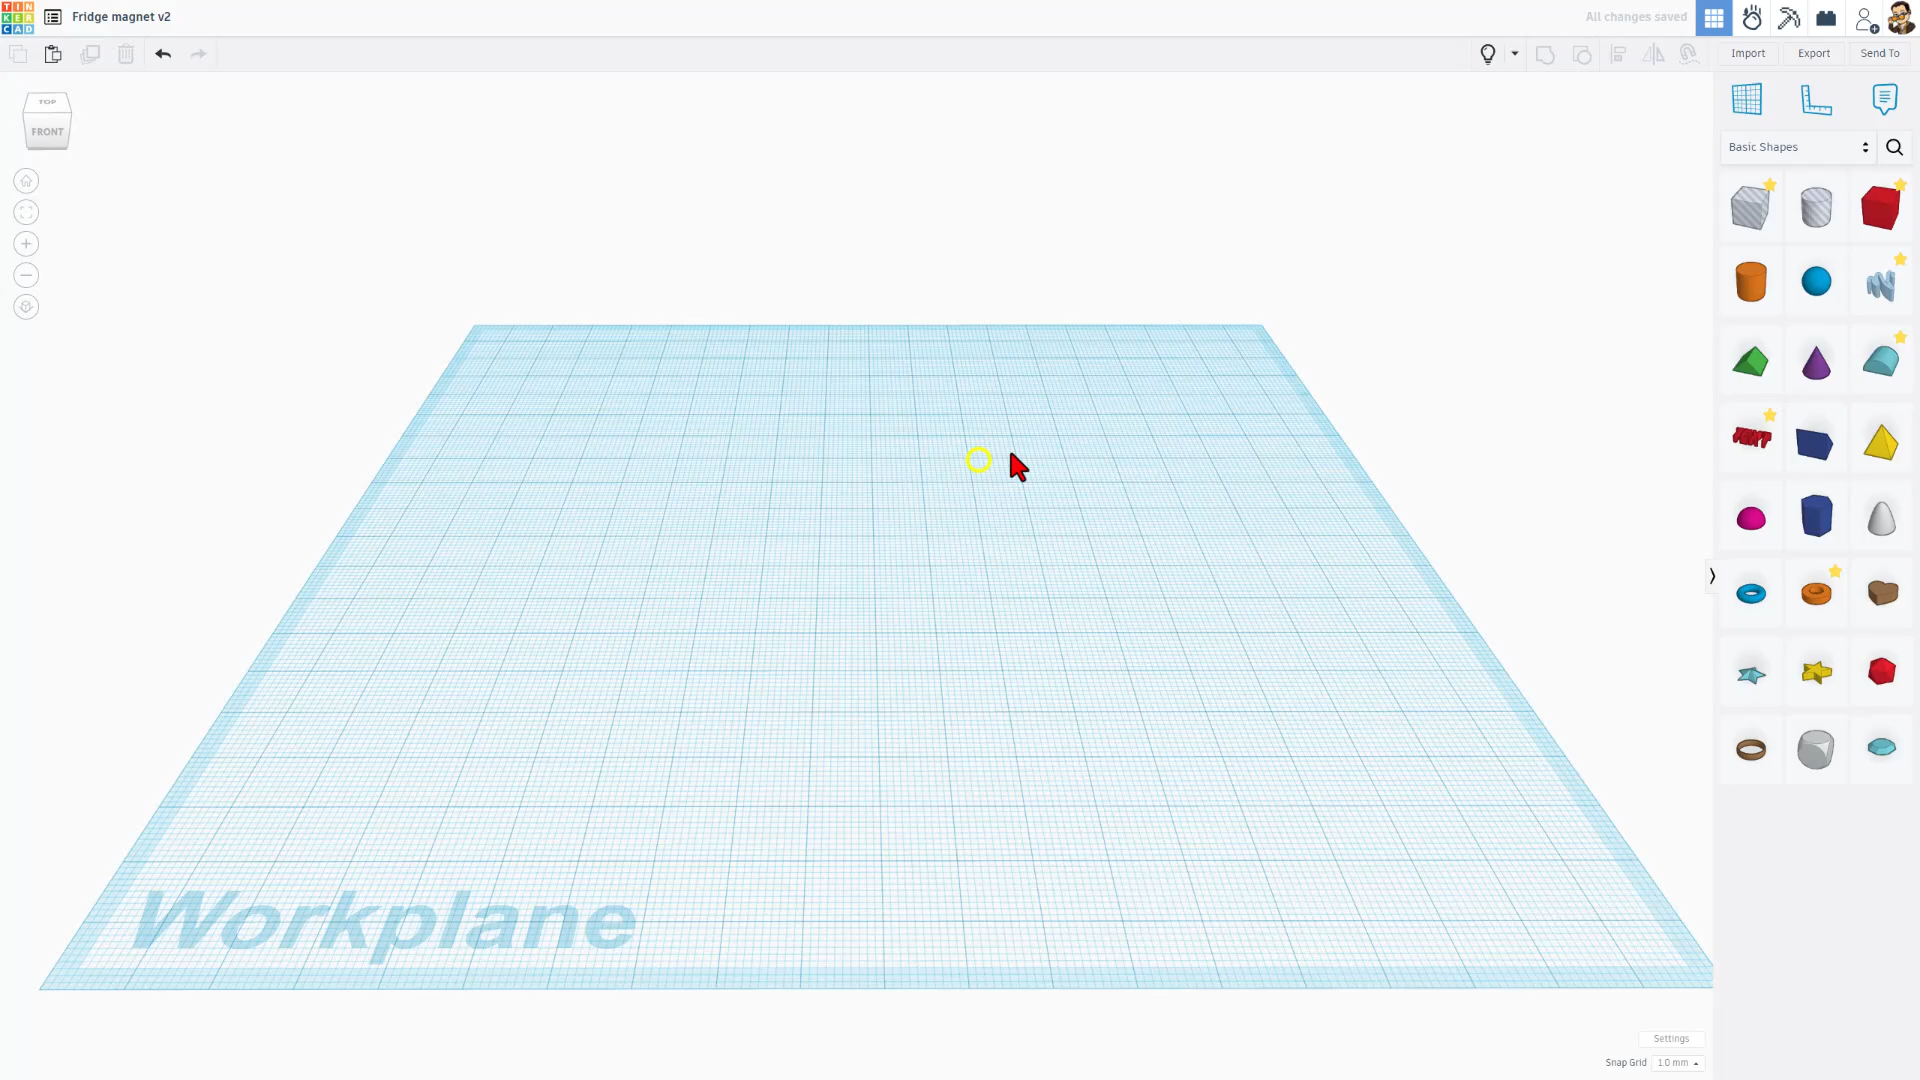 TIN
KER
CAD
Fridge magnet v2
All changes saved
Import
Export
Send To
TOP
FRONT
Basic Shapes
TEXT
Workplane
Settings
Snap Grid
1.0 mm